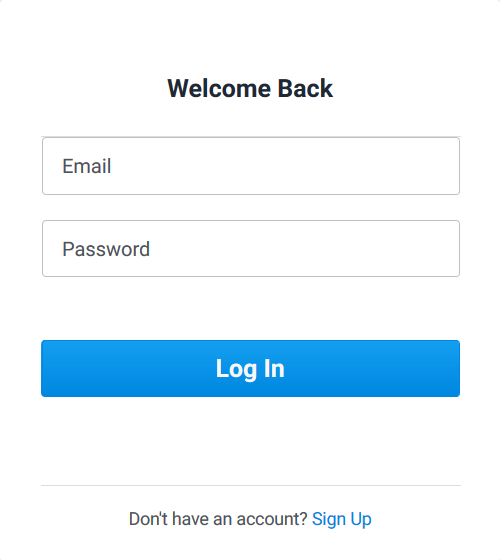 Welcome Back
Email
Password
Log In
Don't have an account? Sign Up